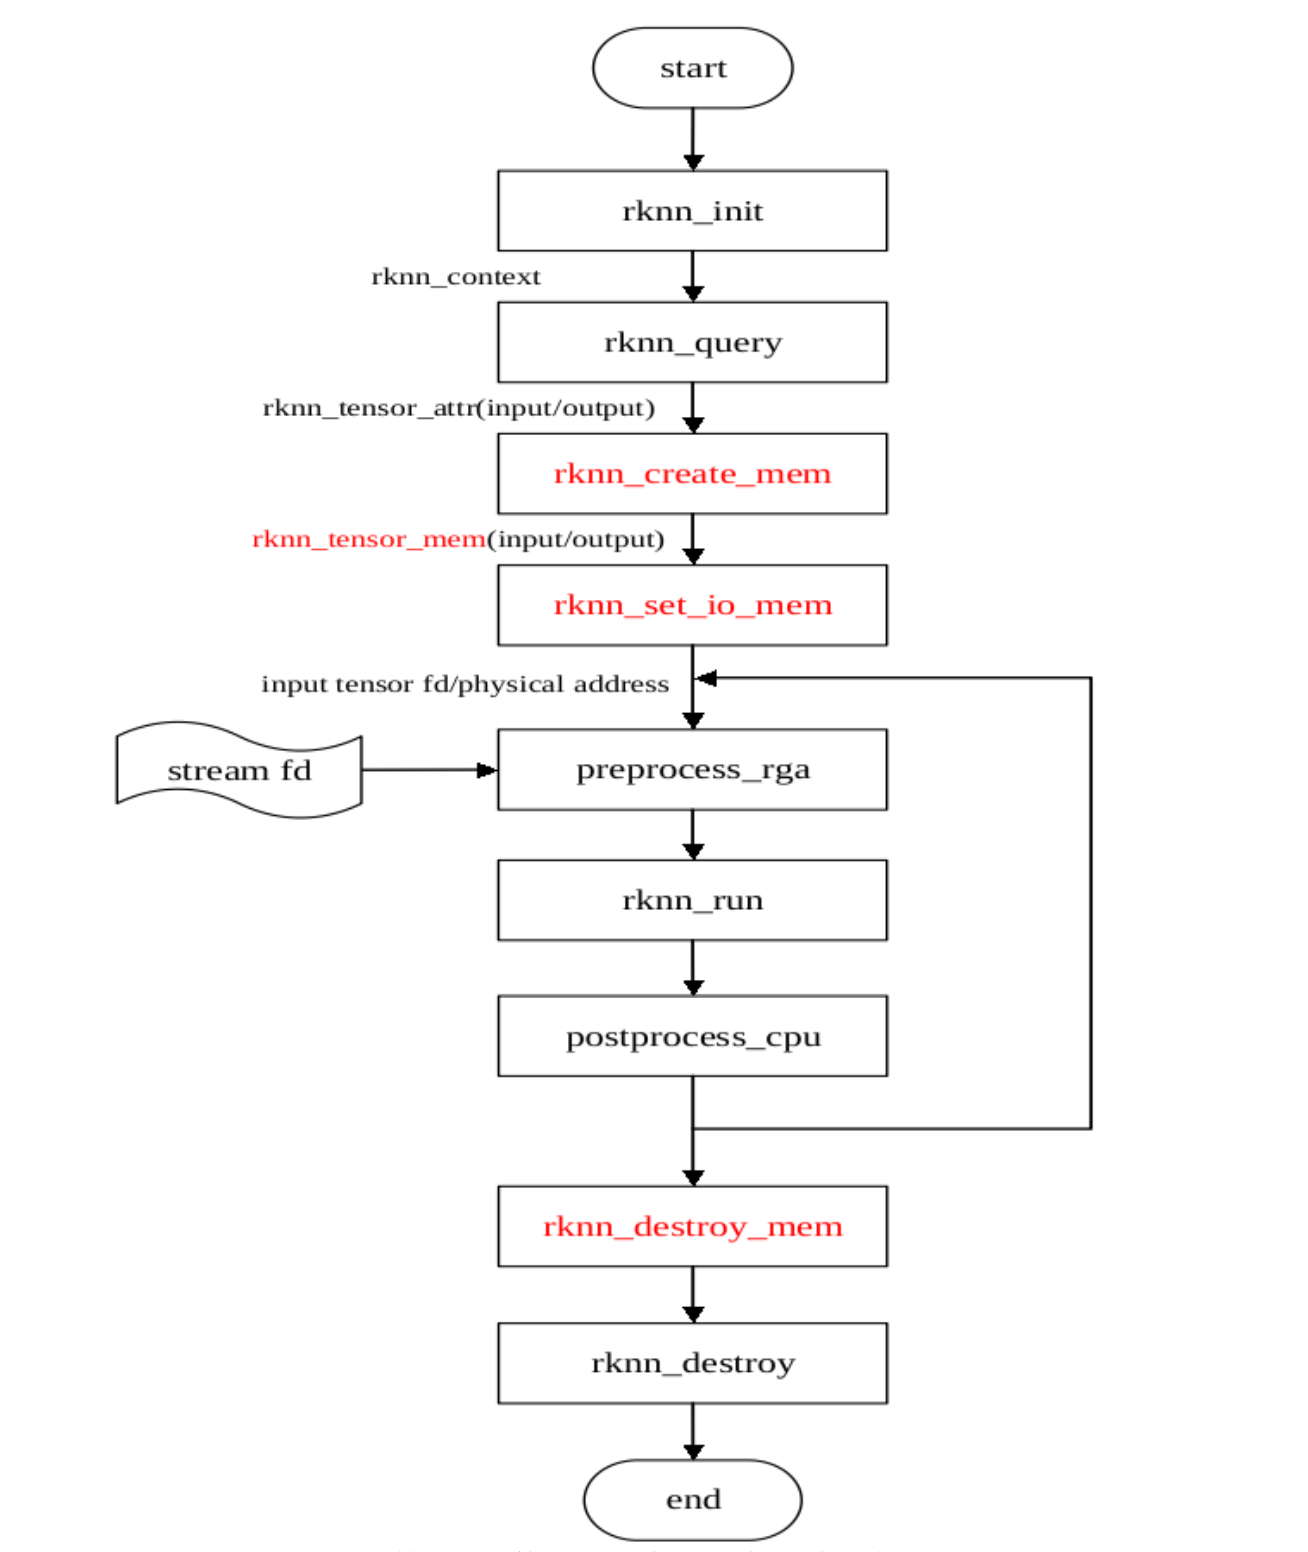 start
rknn_init
rknn_context
rknn_query
rknn_tensor_attr(input/output)
rknn_create_mem
rknn_tensor_mem(input/output)
rknn_set_io_mem
input tensor fd/physical address
stream fd
preprocess_rga
rknn_run
postprocess_cpu
rknn_destroy_mem
rknn_destroy
end